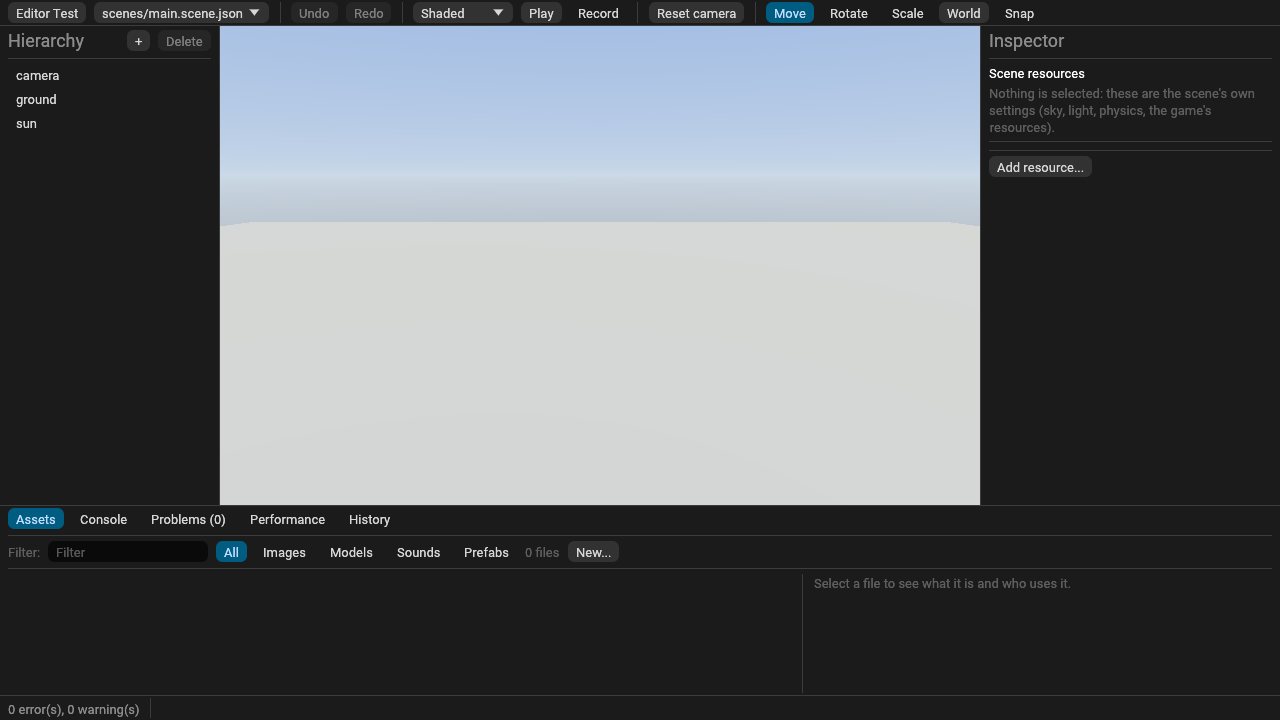 Editor Test scenes/main.scene.json Undo Redo Shaded Play Record Reset camera Move Rotate Scale World Snap
Hierarchy + Delete
camera
ground
sun
Inspector
Scene resources
Nothing is selected: these are the scene's own
settings (sky, light, physics, the game's
resources).
Add resource...
Assets Console Problems (0) Performance History
Filter: Filter All Images Models Sounds Prefabs 0 files New...
Select a file to see what it is and who uses it.
0 error(s), 0 warning(s)